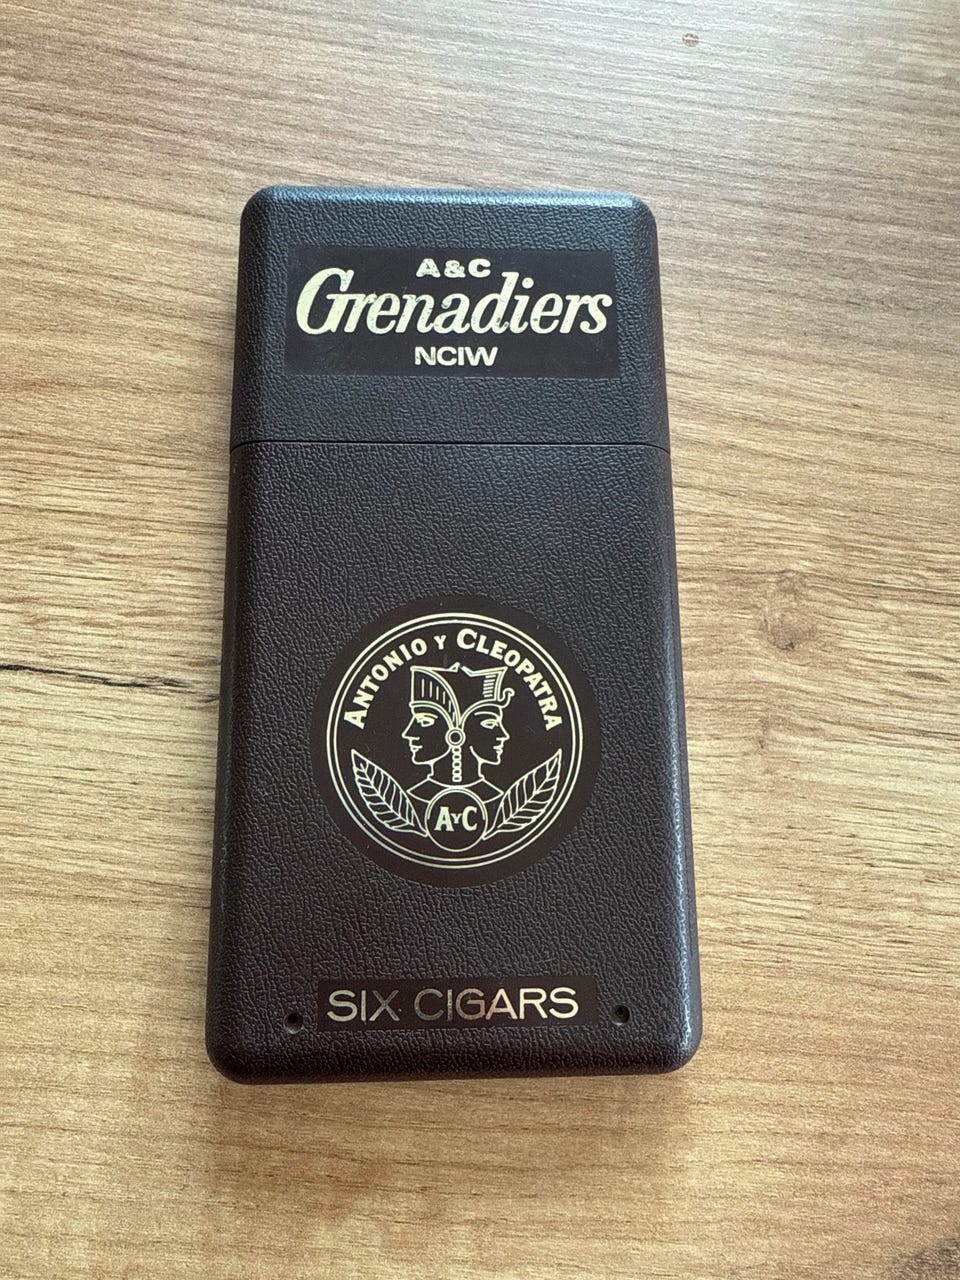 A&C
Grenadiers
NCIW
ANTONIO Y CLEOPATRA
AYC
SIX CIGARS